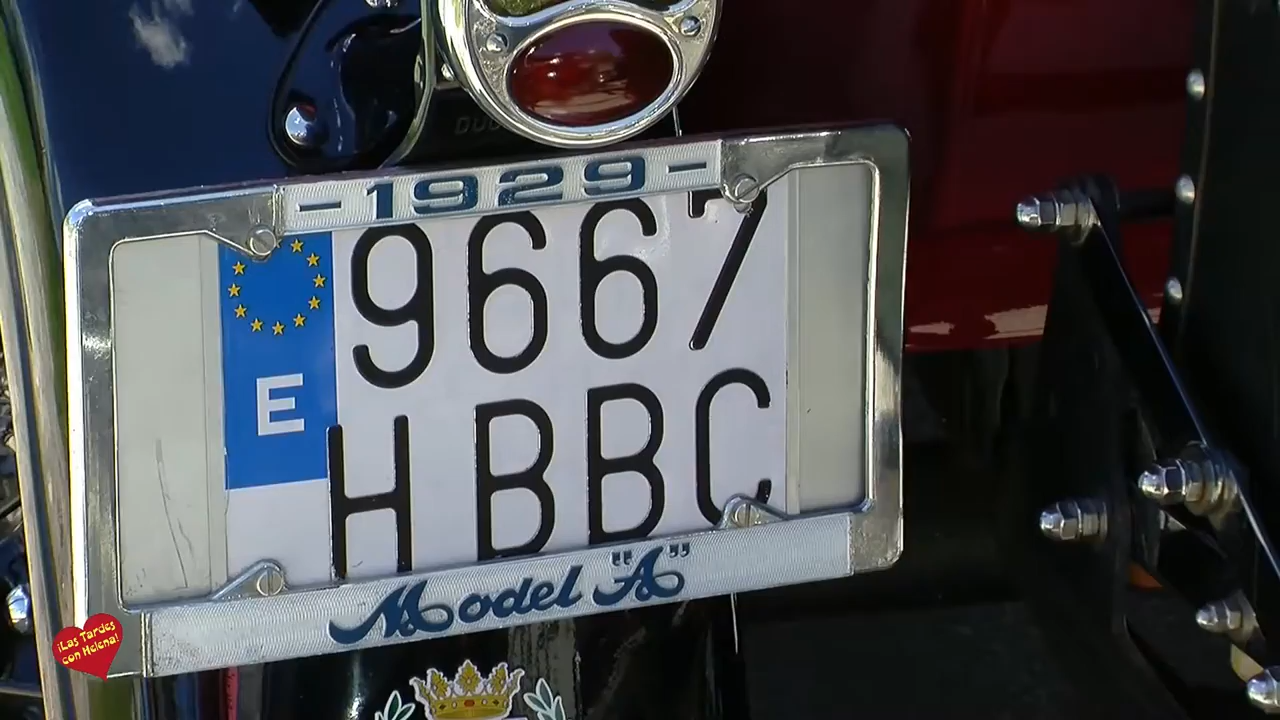 -1929-
E
9667
HBBC
Model "A"
¡Las Tardes
con Helena!